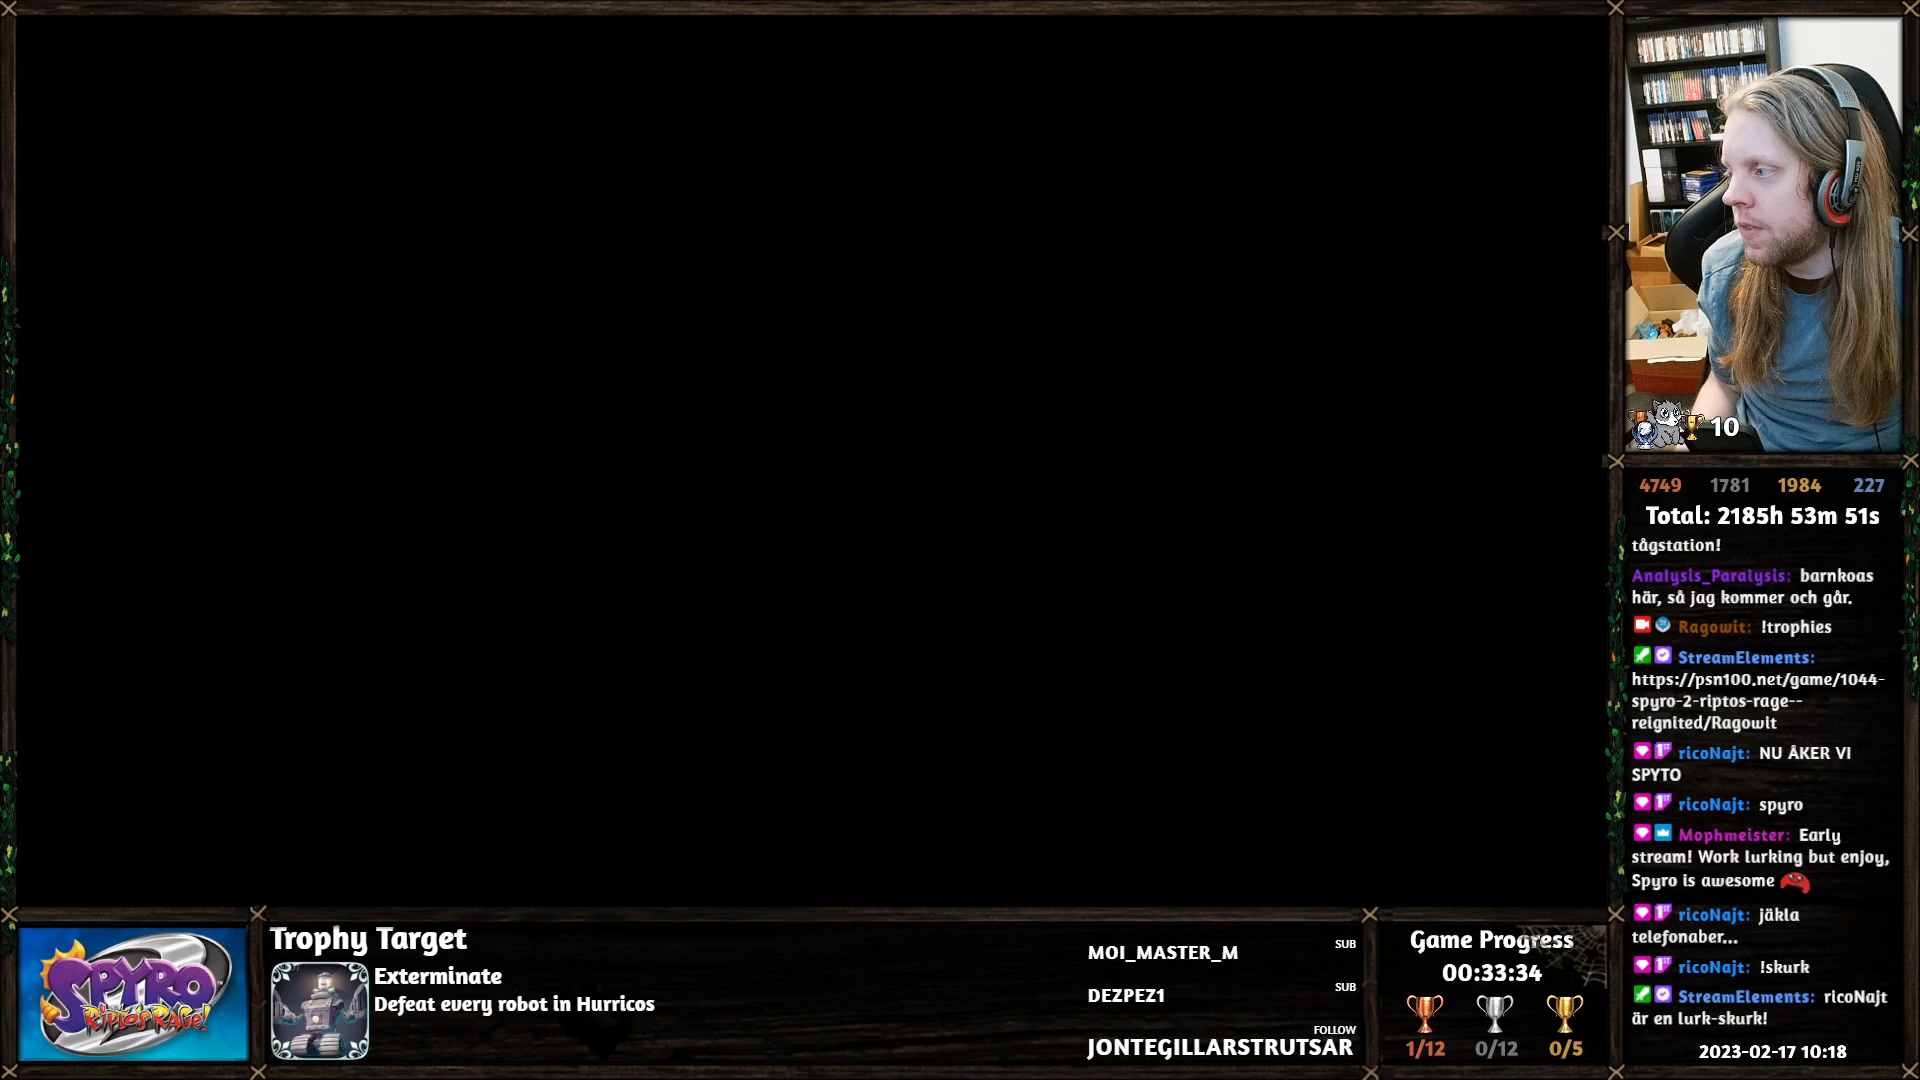 10
4749 1781 1984 227
Total: 2185h 53m 51s
tågstation!
Analysis_Paralysis: barnkoas
här, så jag kommer och går.
Ragowit: !trophies
StreamElements:
https://psn100.net/game/1044-
spyro-2-riptos-rage--
reignited/Ragowit
ricoNajt: NU ÅKER VI
SPYTO
ricoNajt: spyro
Mophmeister: Early
stream! Work lurking but enjoy,
Spyro is awesome
ricoNajt: jäkla
telefonaber...
ricoNajt: !skurk
StreamElements: ricoNajt
är en lurk-skurk!
2023-02-17 10:18
SPYRO
Ripto's Rage!
Trophy Target
Exterminate
Defeat every robot in Hurricos
SUB
MOI_MASTER_M
SUB
DEZPEZ1
FOLLOW
JONTEGILLARSTRUTSAR
Game Progress
00:33:34
1/12 0/12 0/5